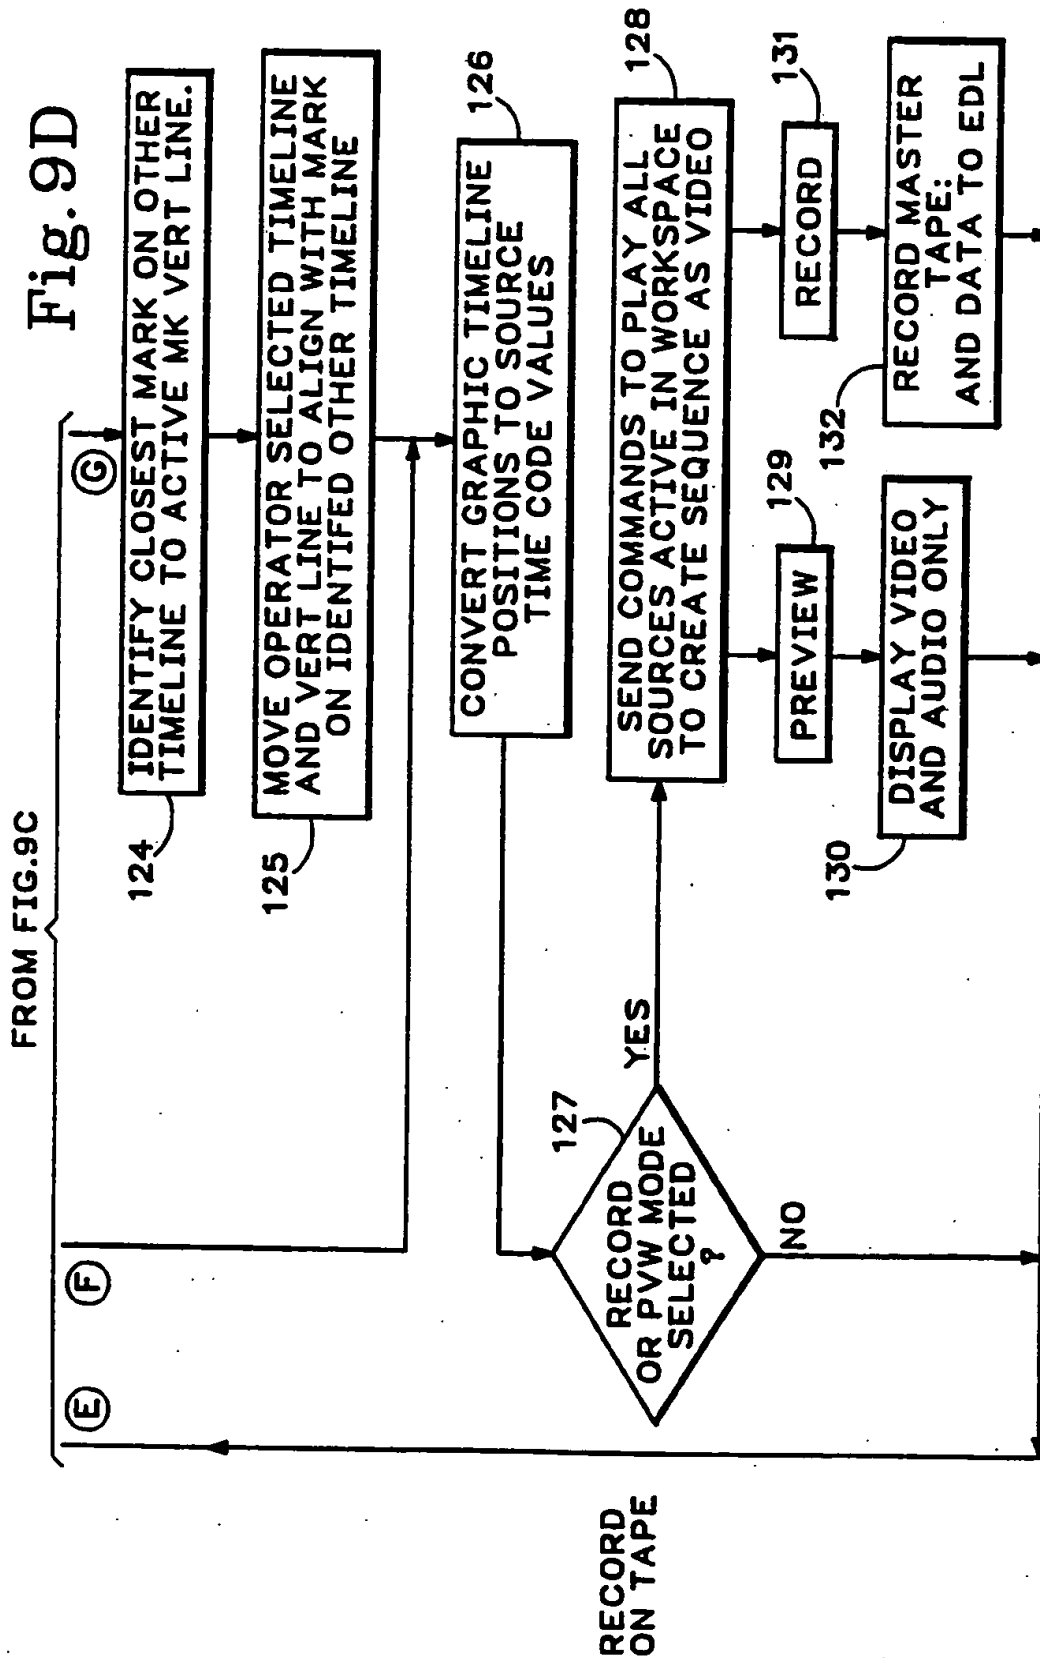 Fig. 9D
FROM FIG.9C
E
F
G
IDENTIFY CLOSEST MARK ON OTHER
TIMELINE TO ACTIVE MK VERT LINE.
124
MOVE OPERATOR SELECTED TIMELINE
AND VERT LINE TO ALIGN WITH MARK
ON IDENTIFED OTHER TIMELINE
125
CONVERT GRAPHIC TIMELINE
POSITIONS TO SOURCE
TIME CODE VALUES
126
RECORD
OR PVW MODE
SELECTED
?
127
YES
NO
SEND COMMANDS TO PLAY ALL
SOURCES ACTIVE IN WORKSPACE
TO CREATE SEQUENCE AS VIDEO
128
PREVIEW
129
RECORD
131
DISPLAY VIDEO
AND AUDIO ONLY
130
RECORD MASTER
TAPE:
AND DATA TO EDL
132
RECORD
ON TAPE